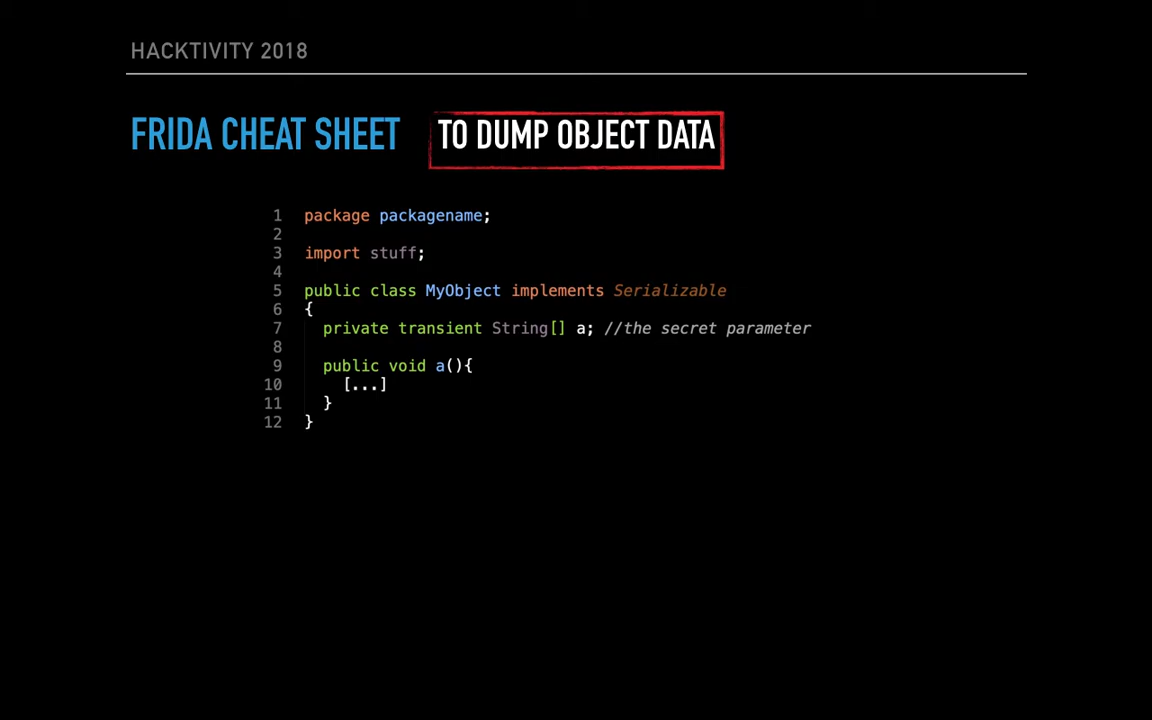 HACKTIVITY 2018
FRIDA CHEAT SHEET TO DUMP OBJECT DATA
1 package packagename;
2
3 import stuff;
4
5 public class MyObject implements Serializable
6 {
7 private transient String[] a; //the secret parameter
8
9 public void a(){
10 [...]
11 }
12 }